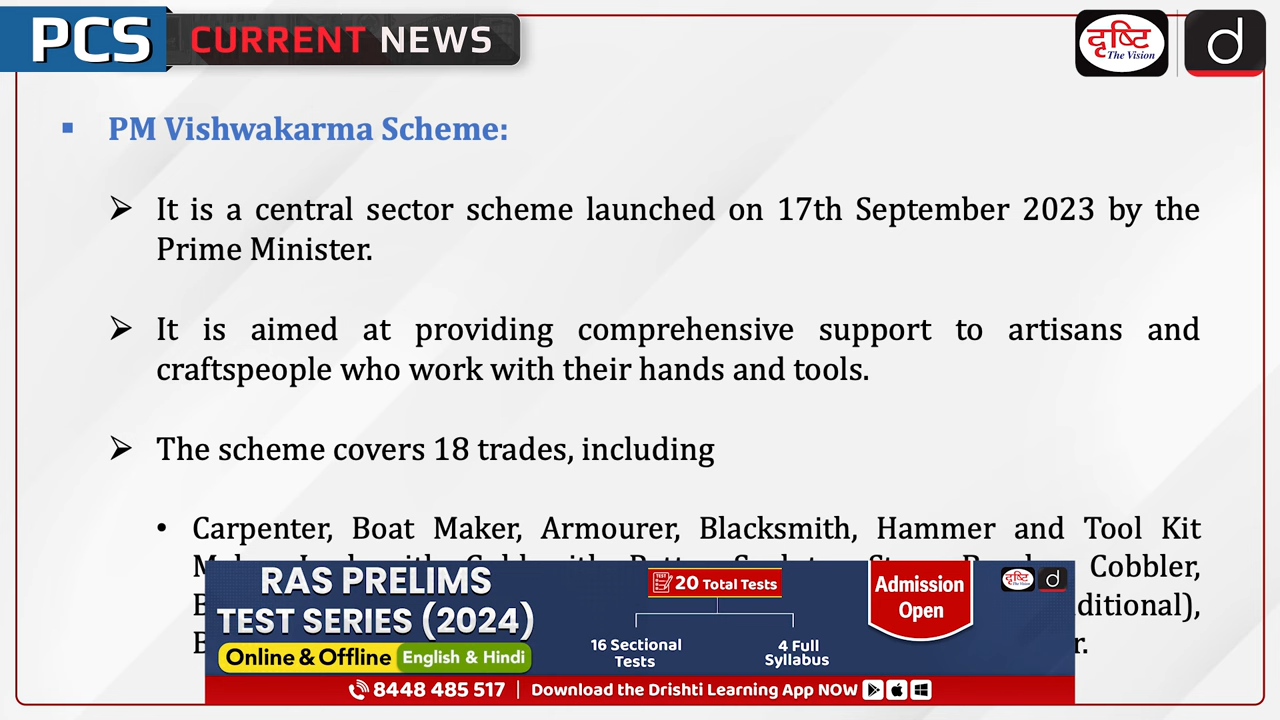 PCS CURRENT NEWS
दृष्टि
The Vision
d
PM Vishwakarma Scheme:
It is a central sector scheme launched on 17th September 2023 by the
Prime Minister.
It is aimed at providing comprehensive support to artisans and
craftspeople who work with their hands and tools.
The scheme covers 18 trades, including
Carpenter, Boat Maker, Armourer, Blacksmith, Hammer and Tool Kit
Cobbler,
RAS PRELIMS
TEST SERIES (2024)
Online & Offline English & Hindi
20 Total Tests
16 Sectional
Tests
4 Full
Syllabus
Admission
Open
दृष्टि
The Vision
d
8448 485 517 | Download the Drishti Learning App NOW